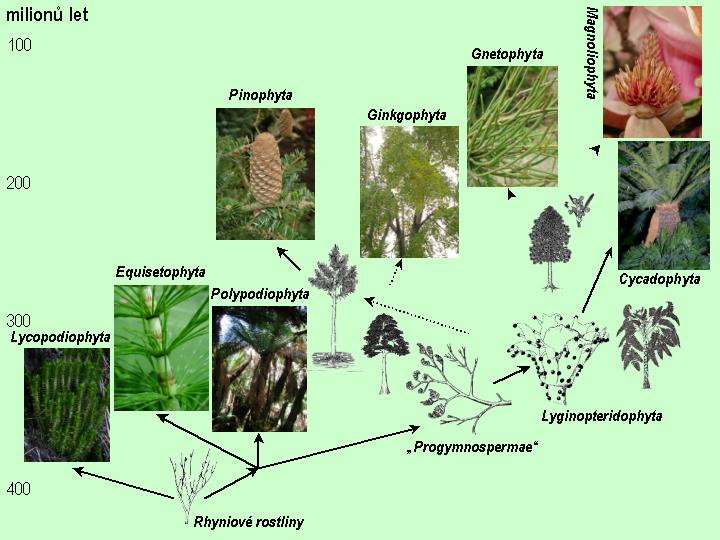 milionů let
100
Magnoliophyta
Gnetophyta
Pinophyta
Ginkgophyta
200
Equisetophyta
Cycadophyta
Polypodiophyta
300
Lycopodiophyta
Lyginopteridophyta
„Progymnospermae“
400
Rhyniové rostliny